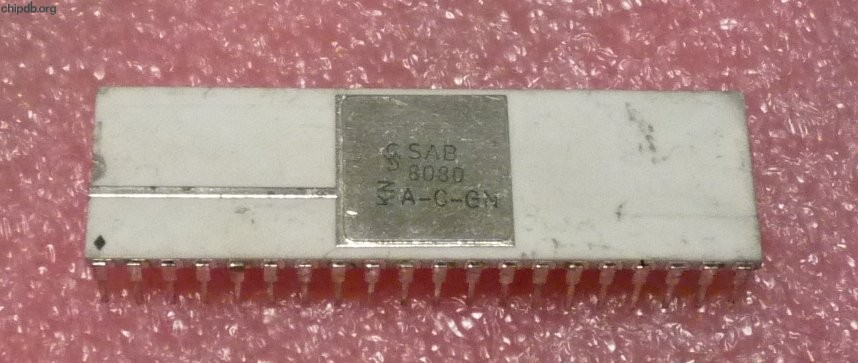 chipdb.org
SAB
8080
A-C-GN